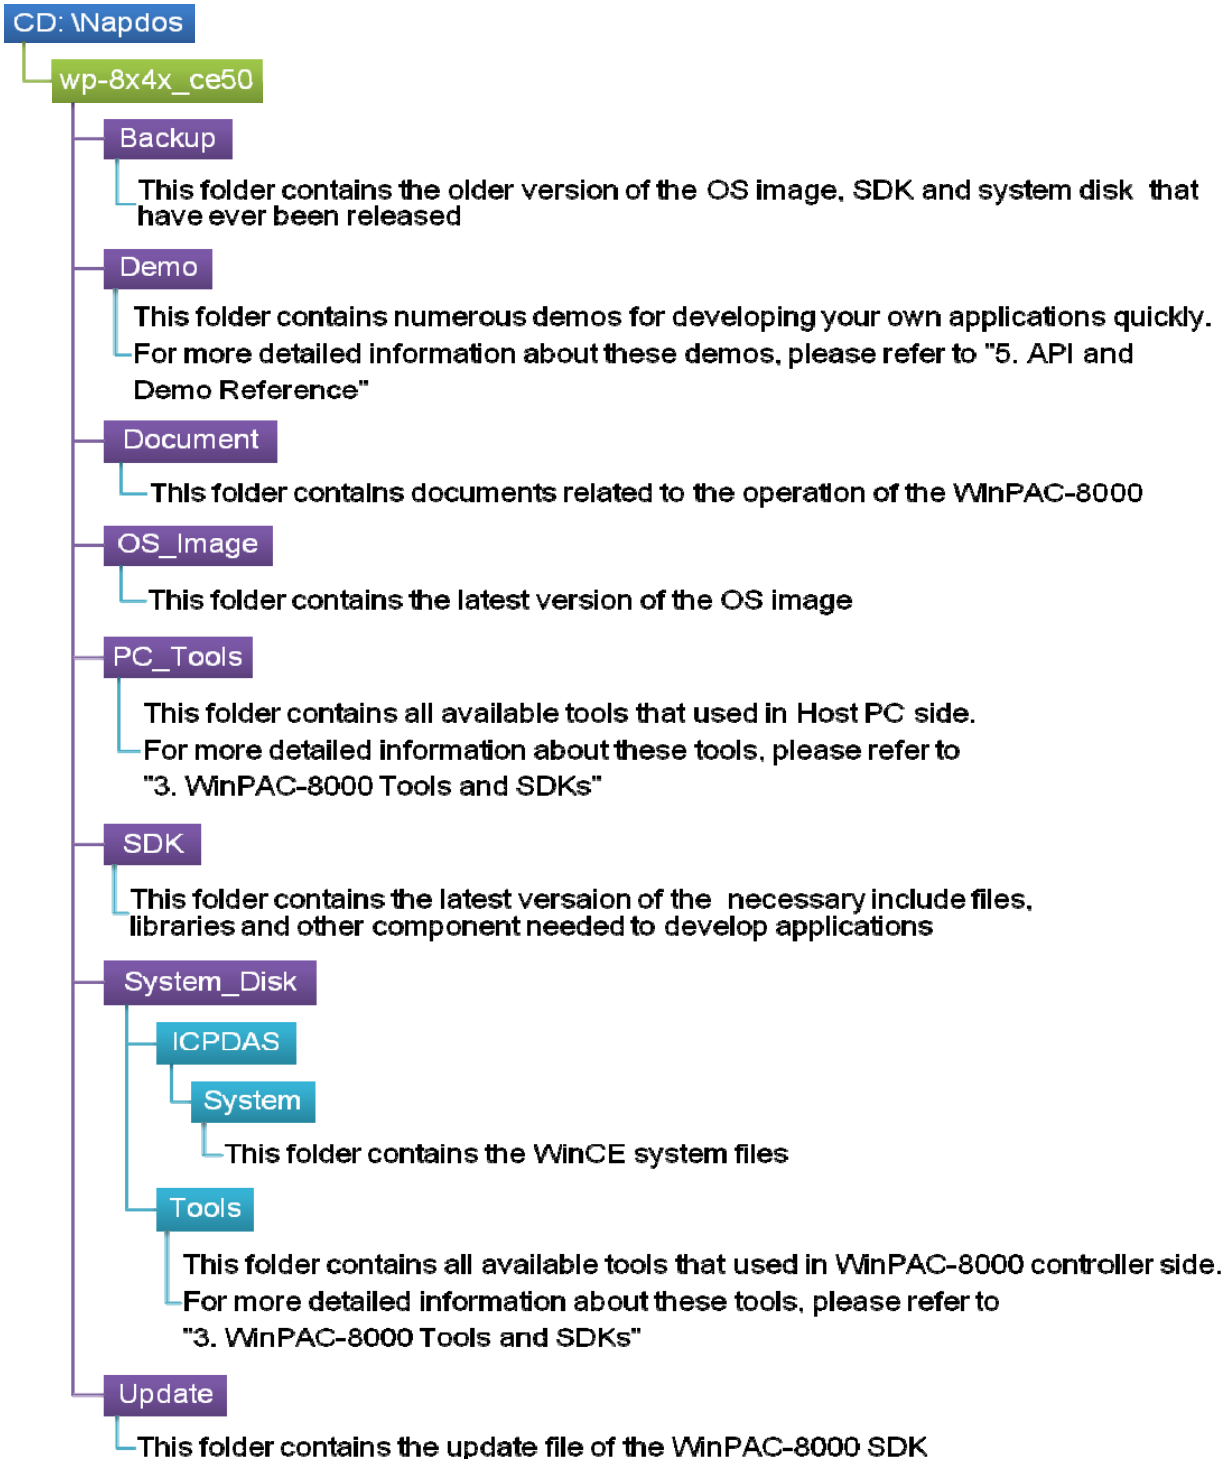 CD: \Napdos
wp-8x4x_ce50
Backup
This folder contains the older version of the OS image, SDK and system disk that
have ever been released
Demo
This folder contains numerous demos for developing your own applications quickly.
For more detailed information about these demos, please refer to "5. API and
Demo Reference"
Document
This folder contains documents related to the operation of the WinPAC-8000
OS_Image
This folder contains the latest version of the OS image
PC_Tools
This folder contains all available tools that used in Host PC side.
For more detailed information about these tools, please refer to
"3. WinPAC-8000 Tools and SDKs"
SDK
This folder contains the latest versaion of the necessary include files,
libraries and other component needed to develop applications
System_Disk
ICPDAS
System
This folder contains the WinCE system files
Tools
This folder contains all available tools that used in WinPAC-8000 controller side.
For more detailed information about these tools, please refer to
"3. WinPAC-8000 Tools and SDKs"
Update
This folder contains the update file of the WinPAC-8000 SDK